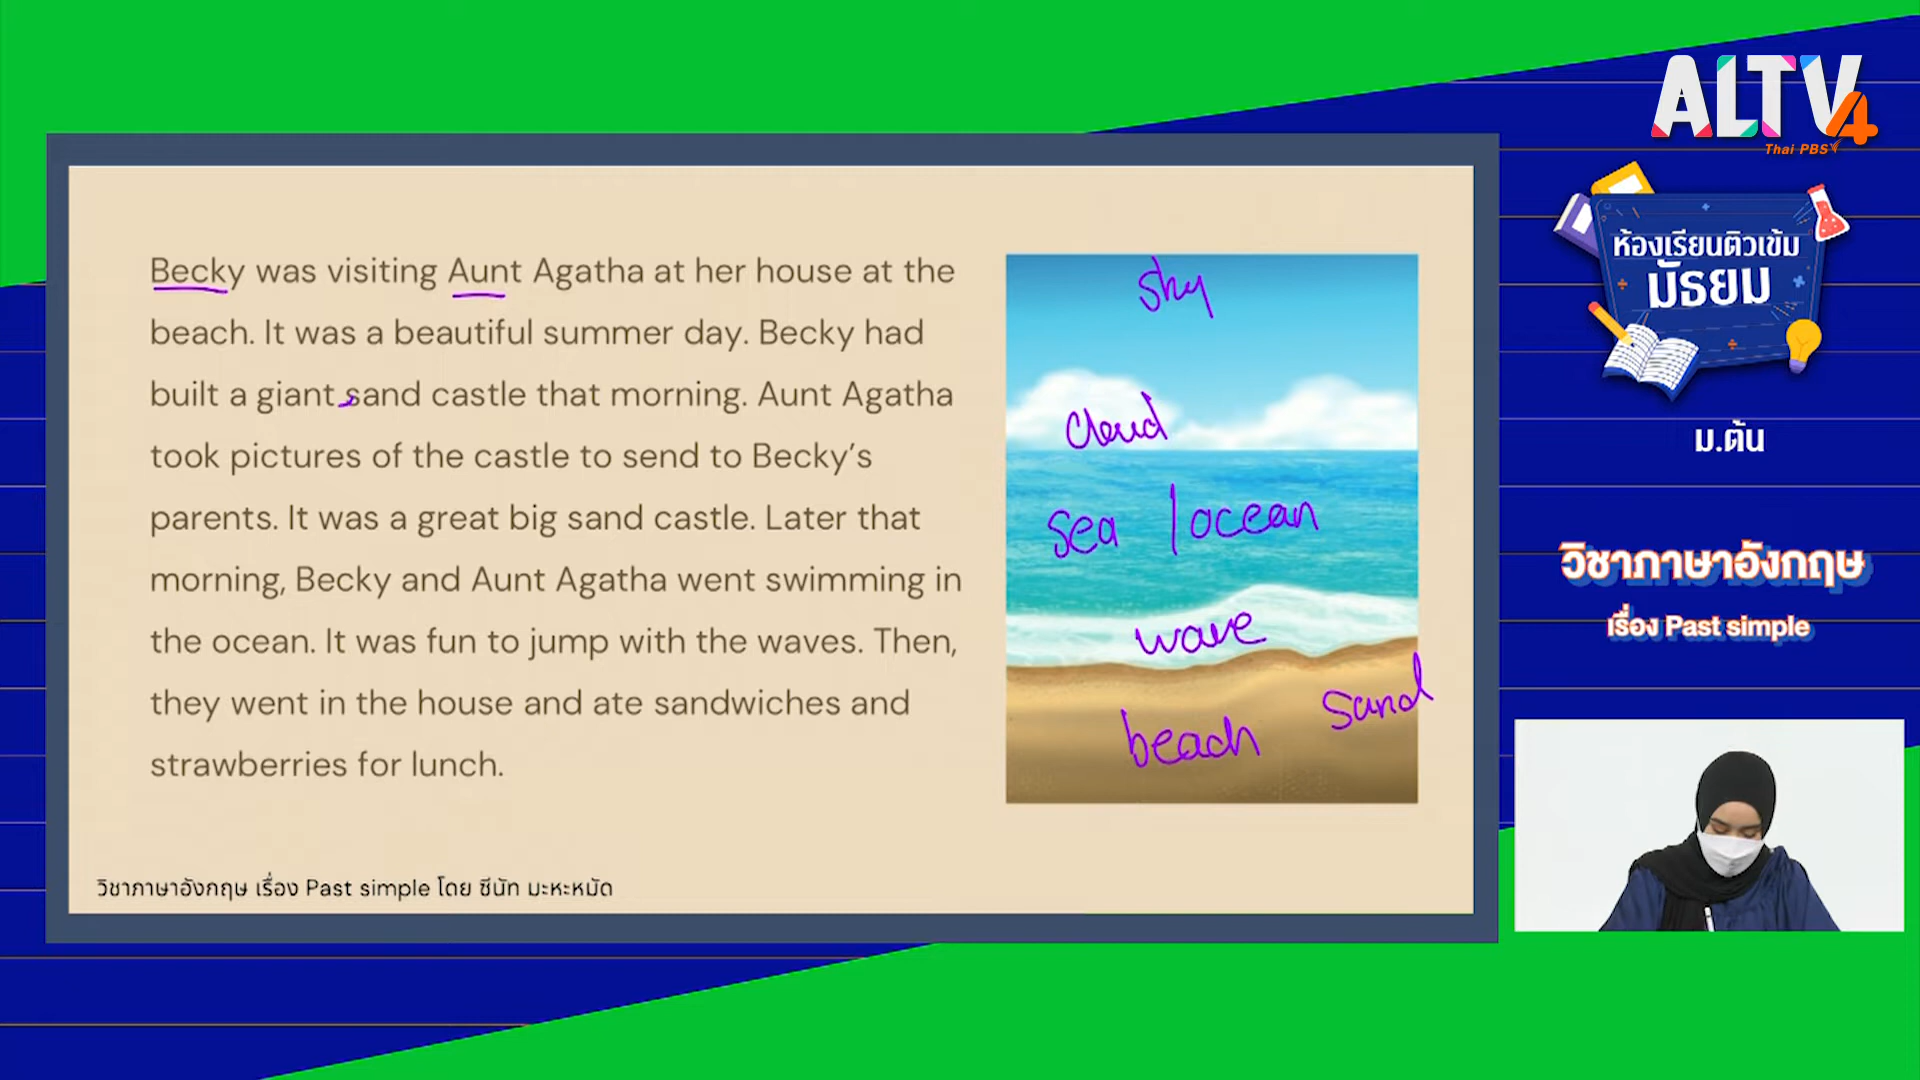 Becky was visiting Aunt Agatha at her house at the
beach. It was a beautiful summer day. Becky had
built a giant sand castle that morning. Aunt Agatha
took pictures of the castle to send to Becky’s
parents. It was a great big sand castle. Later that
morning, Becky and Aunt Agatha went swimming in
the ocean. It was fun to jump with the waves. Then,
they went in the house and ate sandwiches and
strawberries for lunch.
วิชาภาษาอังกฤษ เรื่อง Past simple โดย ซีนัท มะหะหมัด
sky
cloud
sea / ocean
wave
sand
beach
ALTV4
Thai PBS
ห้องเรียนติวเข้ม
มัธยม
ม.ต้น
วิชาภาษาอังกฤษ
เรื่อง Past simple